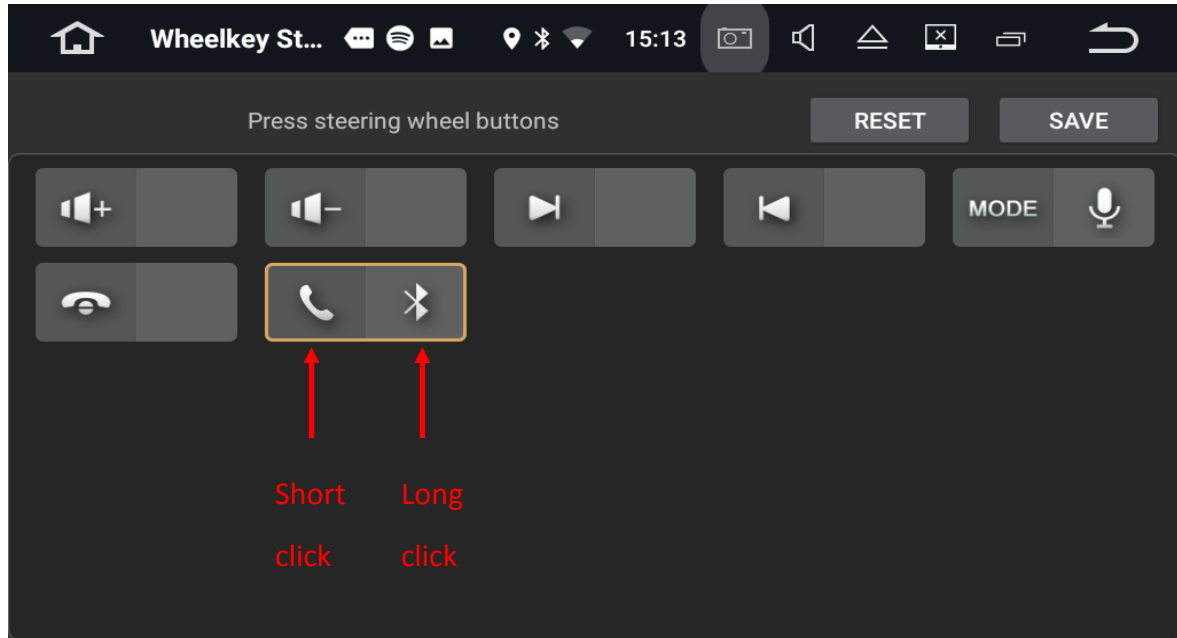 Wheelkey St... 15:13
Press steering wheel buttons RESET SAVE
MODE
Short Long
click click